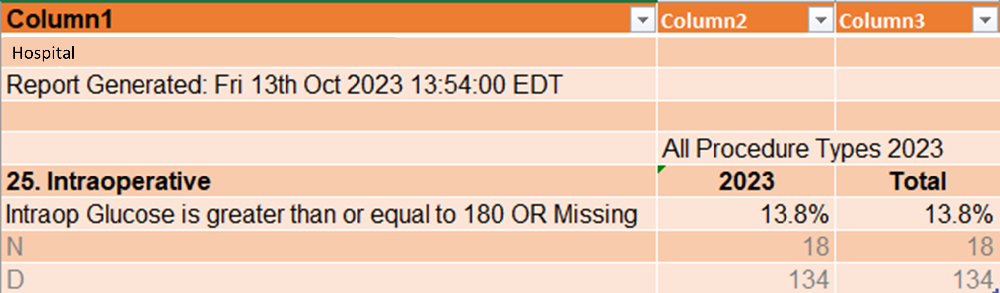 Column1 Column2 Column3
Hospital
Report Generated: Fri 13th Oct 2023 13:54:00 EDT
All Procedure Types 2023
25. Intraoperative 2023 Total
Intraop Glucose is greater than or equal to 180 OR Missing 13.8% 13.8%
N 18 18
D 134 134